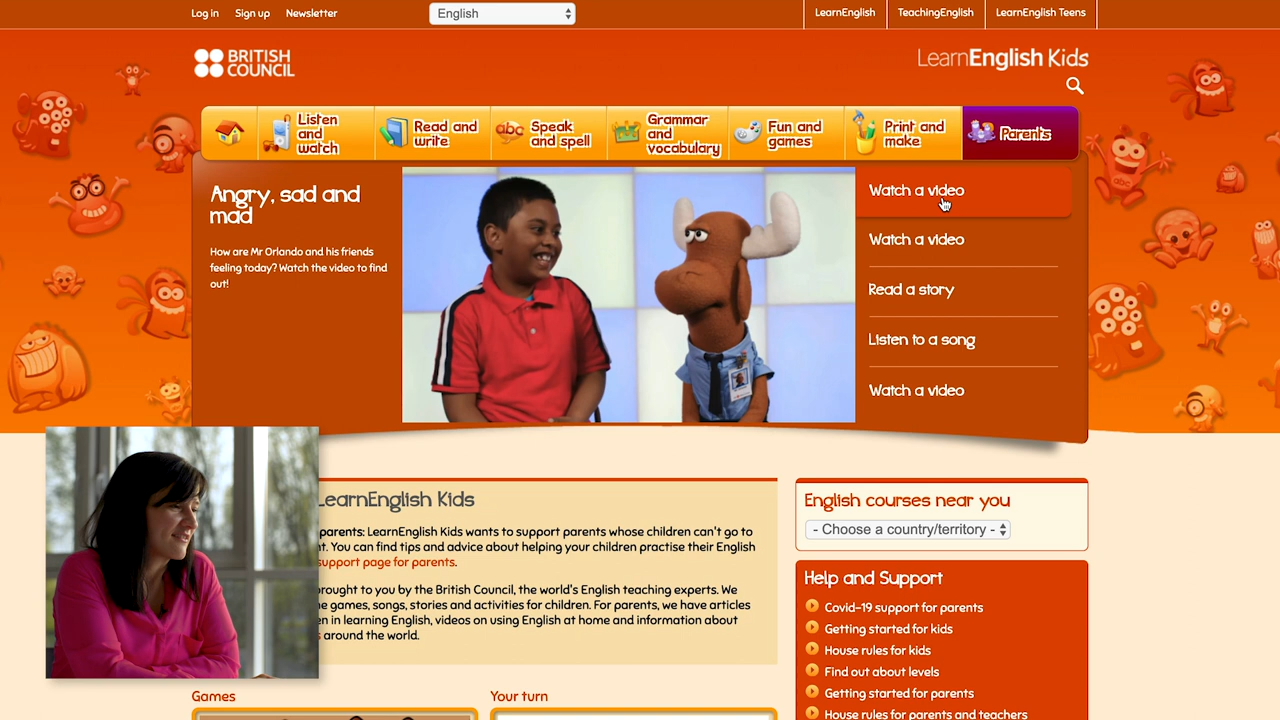 Log in Sign up Newsletter
English
LearnEnglish TeachingEnglish LearnEnglish Teens
BRITISH
COUNCIL
LearnEnglish Kids
Listen
and
watch
Read and
write
abc
Speak
and spell
Grammar
and
vocabulary
Fun and
games
Print and
make
Parents
Angry, sad and
mad
How are Mr Orlando and his friends
feeling today? Watch the video to find
out!
Watch a video
Watch a video
Read a story
Listen to a song
Watch a video
abc
LearnEnglish Kids
parents: LearnEnglish Kids wants to support parents whose children can't go to
t. You can find tips and advice about helping your children practise their English
support page for parents.
rought to you by the British Council, the world's English teaching experts. We
e games, songs, stories and activities for children. For parents, we have articles
en in learning English, videos on using English at home and information about
s around the world.
English courses near you
- Choose a country/territory -
Help and Support
Covid-19 support for parents
Getting started for kids
House rules for kids
Find out about levels
Getting started for parents
House rules for parents and teachers
Games
Your turn